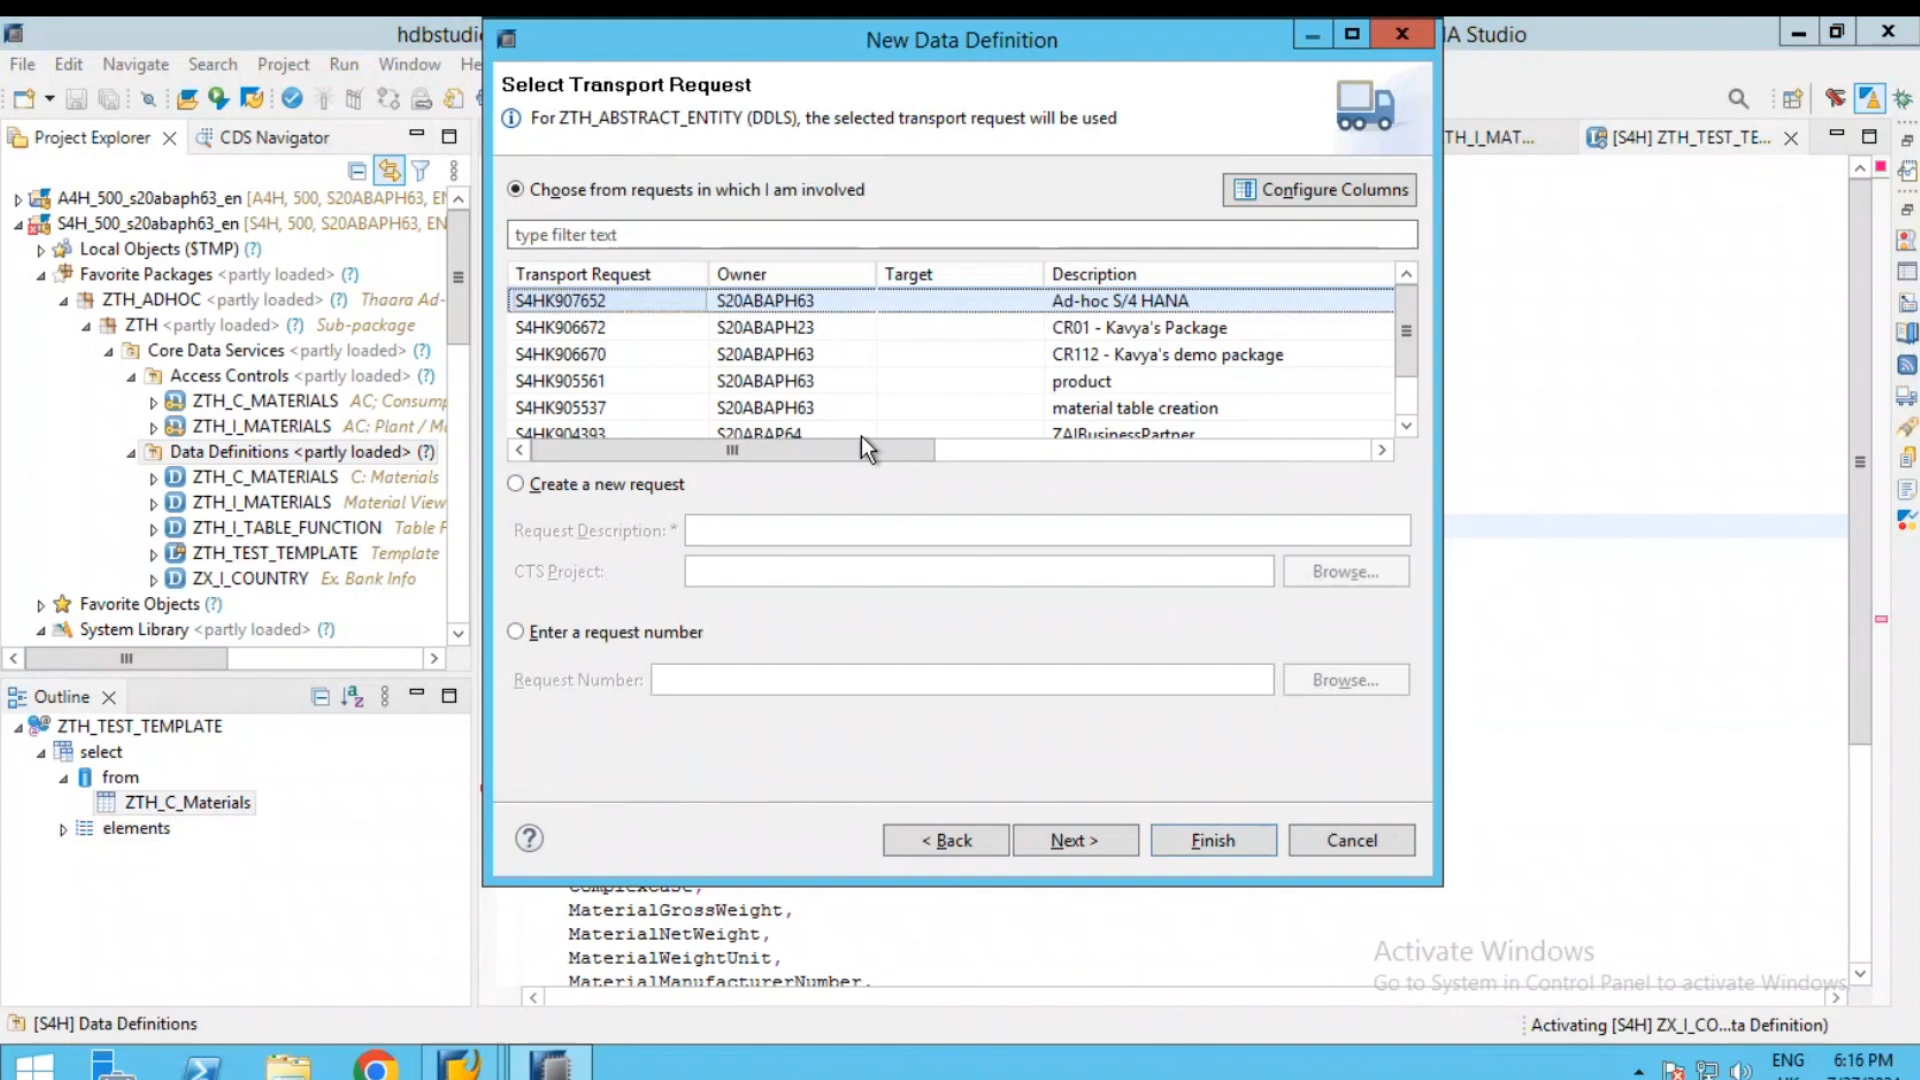 hdbstudi
New Data Definition
IA Studio
File Edit Navigate Search Project Run Window He
Select Transport Request
For ZTH_ABSTRACT_ENTITY (DDLS), the selected transport request will be used
Project Explorer
CDS Navigator
TH_I_MAT...
[S4H] ZTH_TEST_TE...
A4H_500_s20abaph63_en [A4H, 500, S20ABAPH63, EN
S4H_500_s20abaph63_en [S4H, 500, S20ABAPH63, EN
Local Objects ($TMP) (?)
Favorite Packages <partly loaded> (?)
ZTH_ADHOC <partly loaded> (?) Thaara Ad-
ZTH <partly loaded> (?) Sub-package
Core Data Services <partly loaded> (?)
Access Controls <partly loaded> (?)
ZTH_C_MATERIALS AC; Consump
ZTH_I_MATERIALS AC: Plant / Ma
Data Definitions <partly loaded> (?)
ZTH_C_MATERIALS C: Materials
ZTH_I_MATERIALS Material View
ZTH_I_TABLE_FUNCTION Table F
ZTH_TEST_TEMPLATE Template
ZX_I_COUNTRY Ex. Bank Info
Favorite Objects (?)
System Library <partly loaded> (?)
Choose from requests in which I am involved
Configure Columns
type filter text
Transport Request Owner Target Description
S4HK907652 S20ABAPH63 Ad-hoc S/4 HANA
S4HK906672 S20ABAPH23 CR01 - Kavya's Package
S4HK906670 S20ABAPH63 CR112 - Kavya's demo package
S4HK905561 S20ABAPH63 product
S4HK905537 S20ABAPH63 material table creation
S4HK904393 S20ABAP64 ZAIBusinessPartner
Create a new request
Request Description: *
CTS Project:
Browse...
Enter a request number
Request Number:
Browse...
< Back
Next >
Finish
Cancel
Outline
ZTH_TEST_TEMPLATE
select
from
ZTH_C_Materials
elements
ComplexCase,
MaterialGrossWeight,
MaterialNetWeight,
MaterialWeightUnit,
MaterialManufacturerNumber,
Activate Windows
Go to System in Control Panel to activate Windows.
[S4H] Data Definitions
Activating [S4H] ZX_I_CO...ta Definition)
ENG
6:16 PM